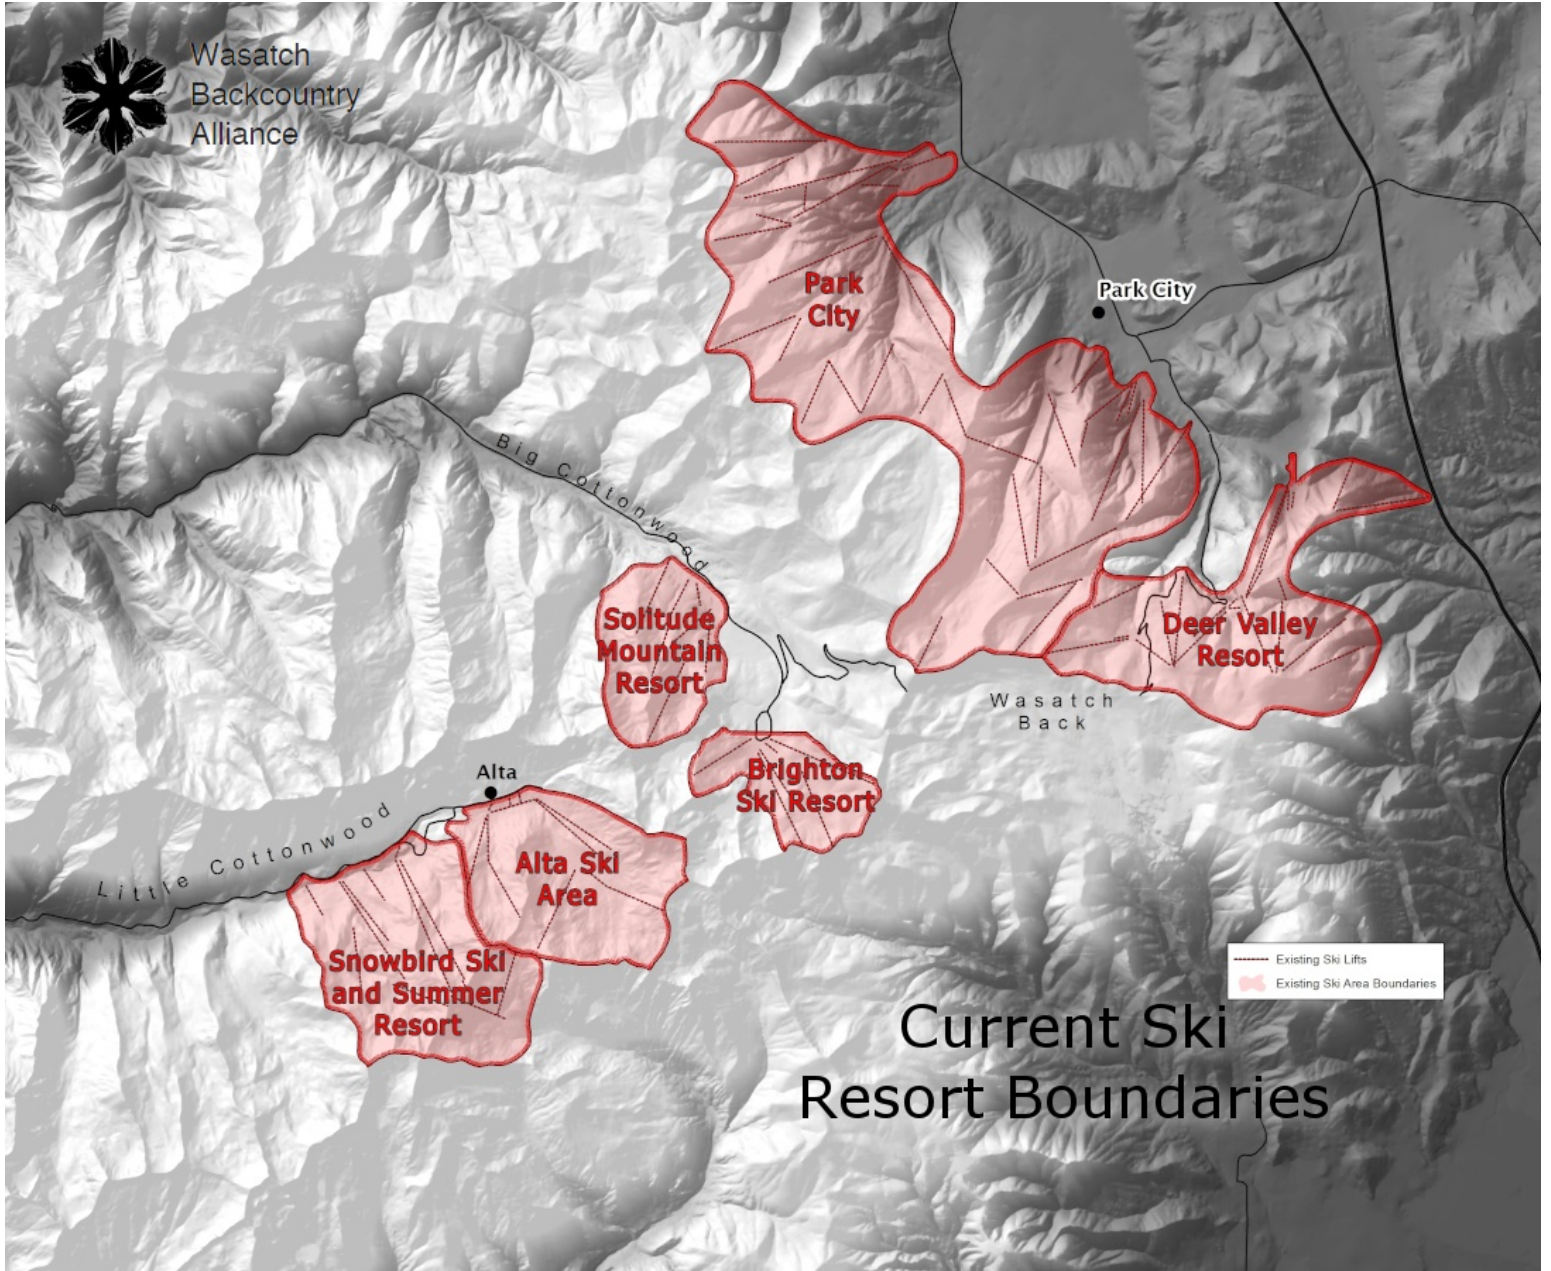 Wasatch
Backcountry
Alliance
Park
City
Park City
Big Cottonwood
Solitude
Mountain
Resort
Deer Valley
Resort
Wasatch
Back
Brighton
Ski Resort
Alta
Little Cottonwood
Alta Ski
Area
Snowbird Ski
and Summer
Resort
Existing Ski Lifts
Existing Ski Area Boundaries
Current Ski
Resort Boundaries